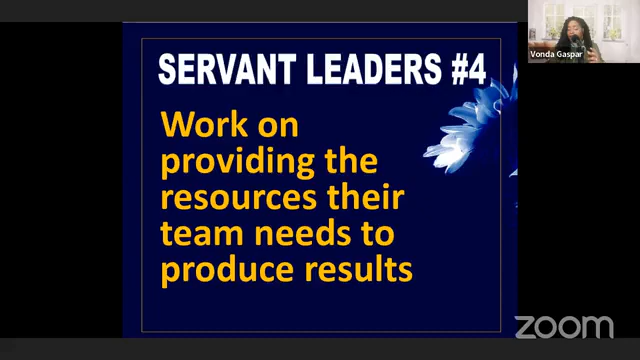 SERVANT LEADERS #4
Work on
providing the
resources their
team needs to
produce results
Vonda Gaspar
zoom